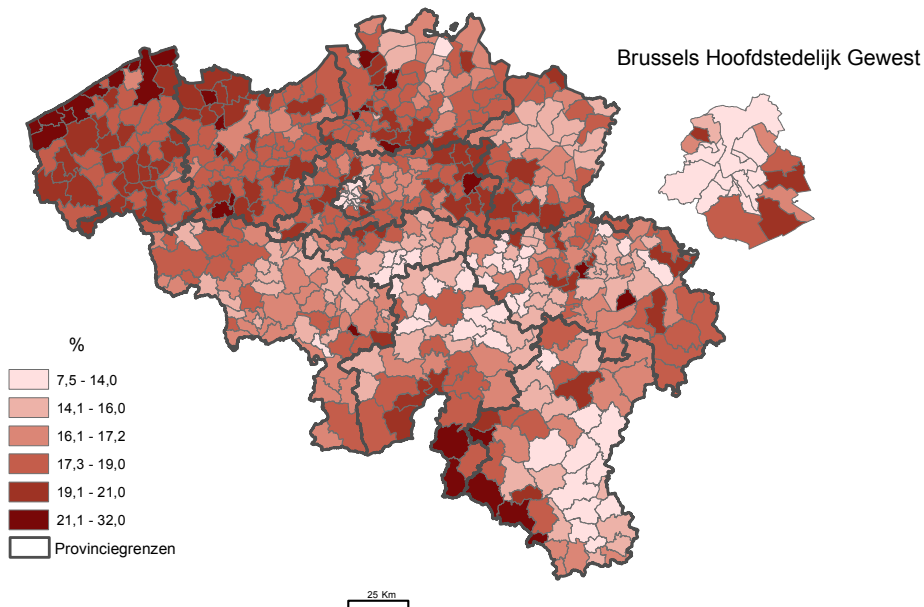 Brussels Hoofdstedelijk Gewest
%
7,5 - 14,0
14,1 - 16,0
16,1 - 17,2
17,3 - 19,0
19,1 - 21,0
21,1 - 32,0
Provinciegrenzen
25 Km